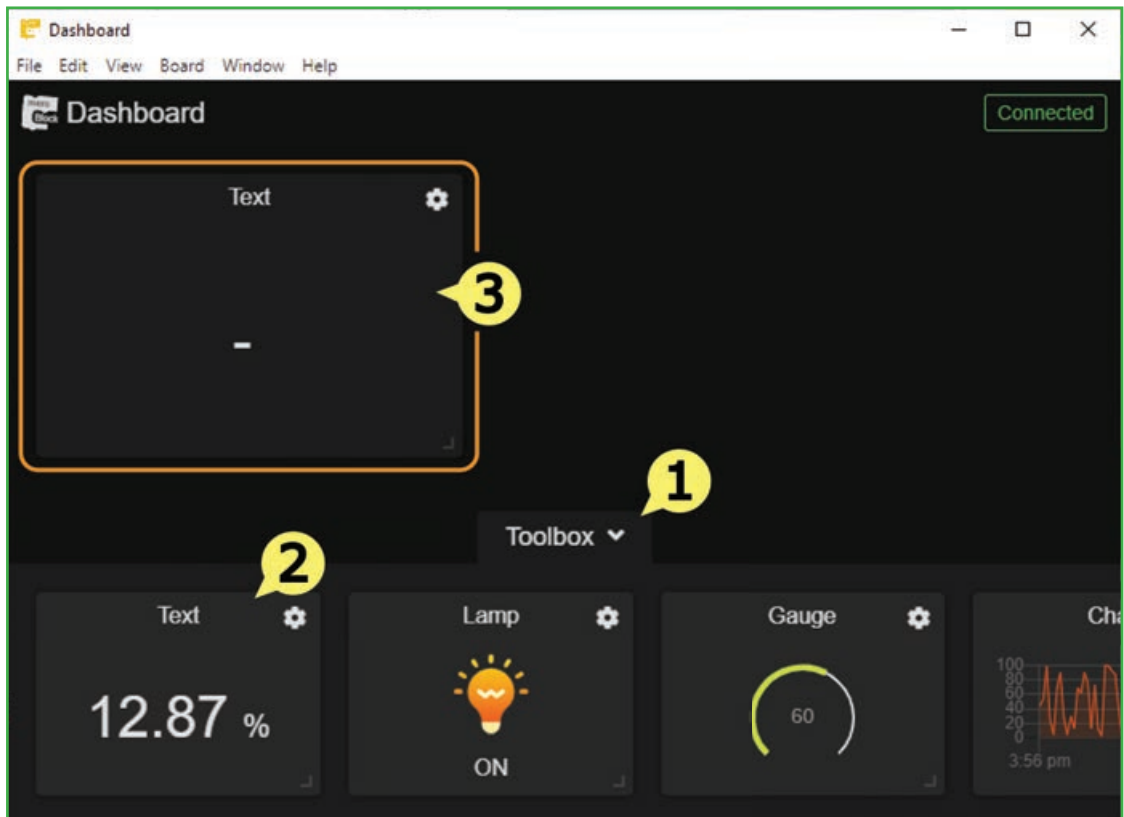 Dashboard
File Edit View Board Window Help
Dashboard
Connected
Text
3
-
1
Toolbox
2
Text
Lamp
Gauge
Cha
12.87 %
ON
60
100
80
60
40
20
0
3:56 pm